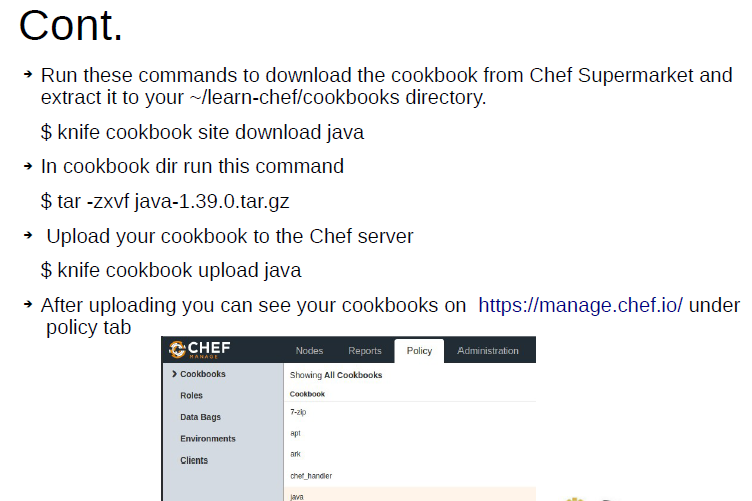 Cont.
Run these commands to download the cookbook from Chef Supermarket and
extract it to your ~/learn-chef/cookbooks directory.
$ knife cookbook site download java
In cookbook dir run this command
$ tar -zxvf java-1.39.0.tar.gz
Upload your cookbook to the Chef server
$ knife cookbook upload java
After uploading you can see your cookbooks on https://manage.chef.io/ under
policy tab
CHEF
MANAGE
Nodes Reports Policy Administration
Cookbooks
Roles
Data Bags
Environments
Clients
Showing All Cookbooks
Cookbook
7-zip
apt
ark
chef_handler
java